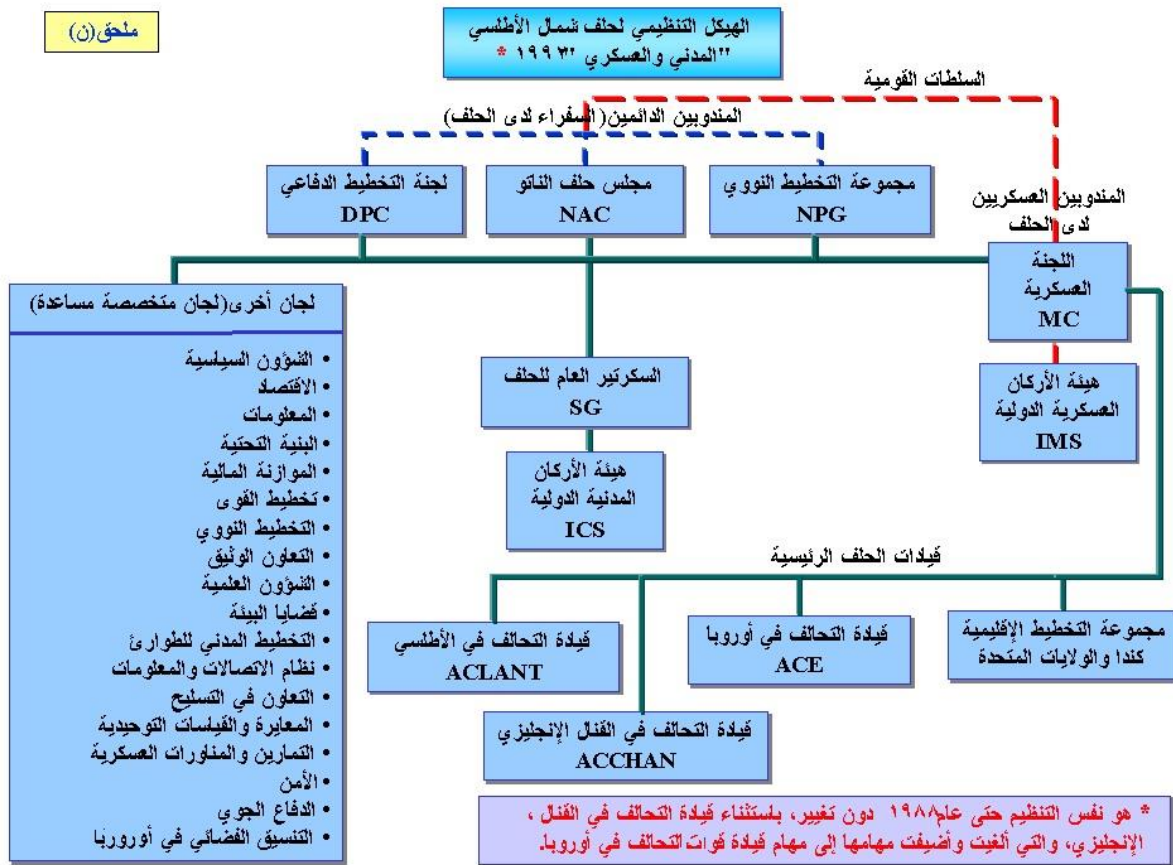 ملحق(ن)
الهيكل التنظيمي لحلف شمال الأطلسي
"المدني والعسكري" ١٩٩٣ *
السلطات القومية
المندوبين الدائمين(السفراء لدى الحلف)
مجموعة التخطيط النووي
NPG
مجلس حلف الناتو
NAC
لجنة التخطيط الدفاعي
DPC
المندوبين العسكريين
لدى الحلف
اللجنة
العسكرية
MC
هيئة الأركان
العسكرية الدولية
IMS
السكرتير العام للحلف
SG
هيئة الأركان
المدنية الدولية
ICS
لجان أخرى(لجان متخصصة مساعدة)
• الشؤون السياسية
• الاقتصاد
• المعلومات
• البنية التحتية
• الموازنة المالية
• تخطيط القوى
• التخطيط النووي
• التعاون الوثيق
• الشؤون العلمية
• قضايا البيئة
• التخطيط المدني للطوارئ
• نظام الاتصالات والمعلومات
• التعاون في التسليح
• المعايرة والقياسات التوحيدية
• التمارين والمناورات العسكرية
• الأمن
• الدفاع الجوي
• التنسيق الفضائي في أوروربا
قيادات الحلف الرئيسية
مجموعة التخطيط الإقليمية
كندا والولايات المتحدة
قيادة التحالف في أوروبا
ACE
قيادة التحالف في الأطلسي
ACLANT
قيادة التحالف في القنال الإنجليزي
ACCHAN
* هو نفس التنظيم حتى عام١٩٨٨ دون تغيير، باستثناء قيادة التحالف في القنال ،
الإنجليزي، والتي ألغيت وأضيفت مهامها إلى مهام قيادة قوات التحالف في أوروبا.